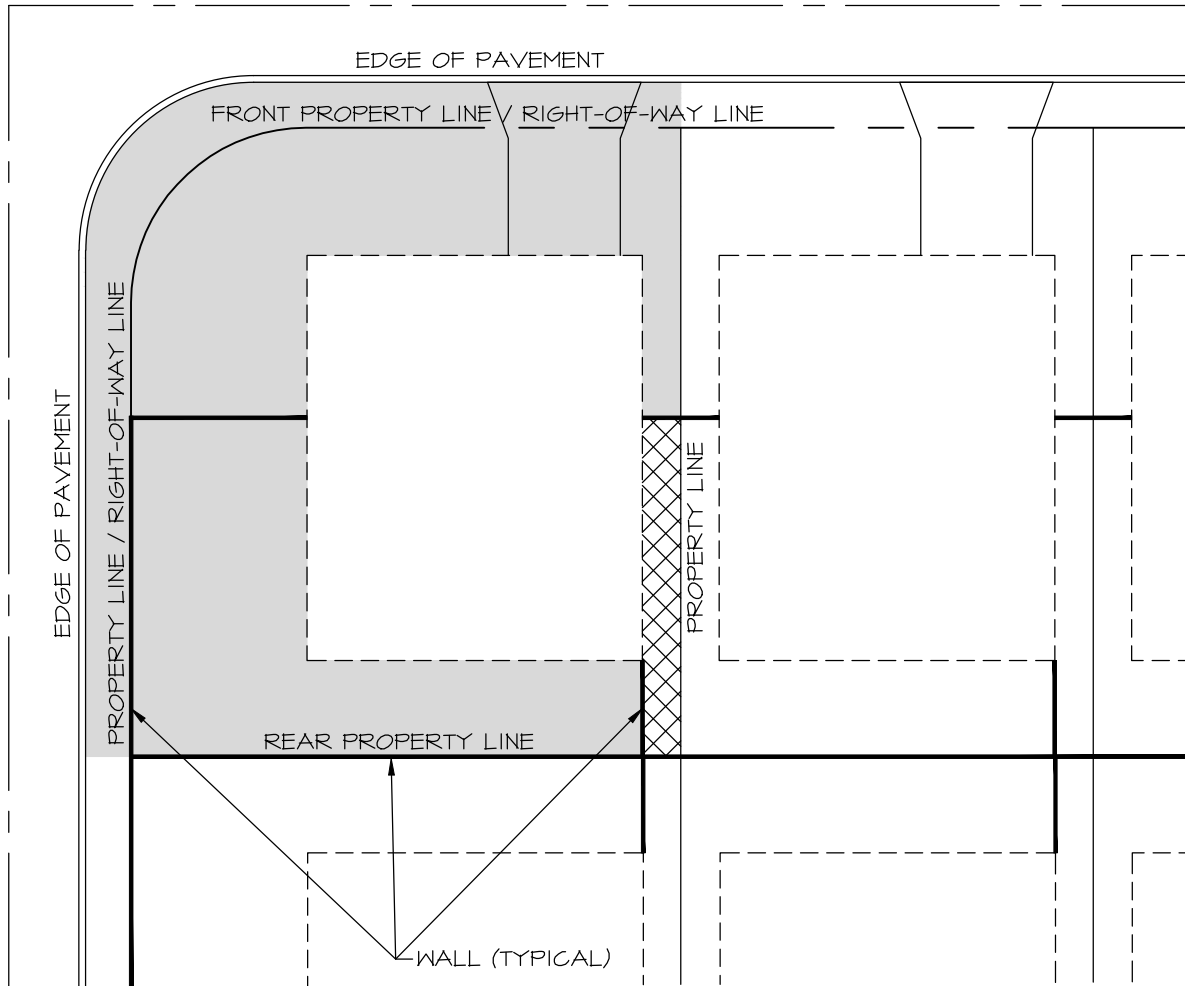 EDGE OF PAVEMENT
FRONT PROPERTY LINE / RIGHT-OF-WAY LINE
PROPERTY LINE / RIGHT-OF-WAY LINE
EDGE OF PAVEMENT
PROPERTY LINE
REAR PROPERTY LINE
WALL (TYPICAL)